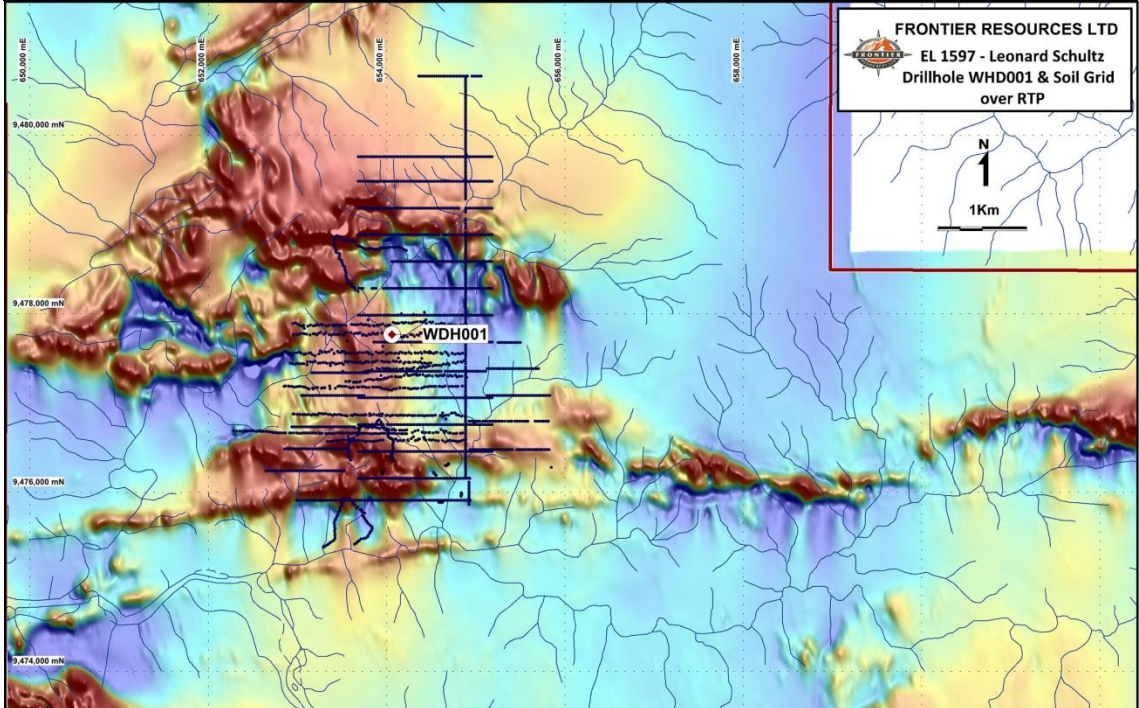 650,000 mE
652,000 mE
654,000 mE
656,000 mE
658,000 mE
FRONTIER RESOURCES LTD
FRONTIER
EL 1597 - Leonard Schultz
Drillhole WHD001 & Soil Grid
over RTP
9,480,000 mN
N
1Km
9,478,000 mN
WDH001
9,476,000 mN
9,474,000 mN